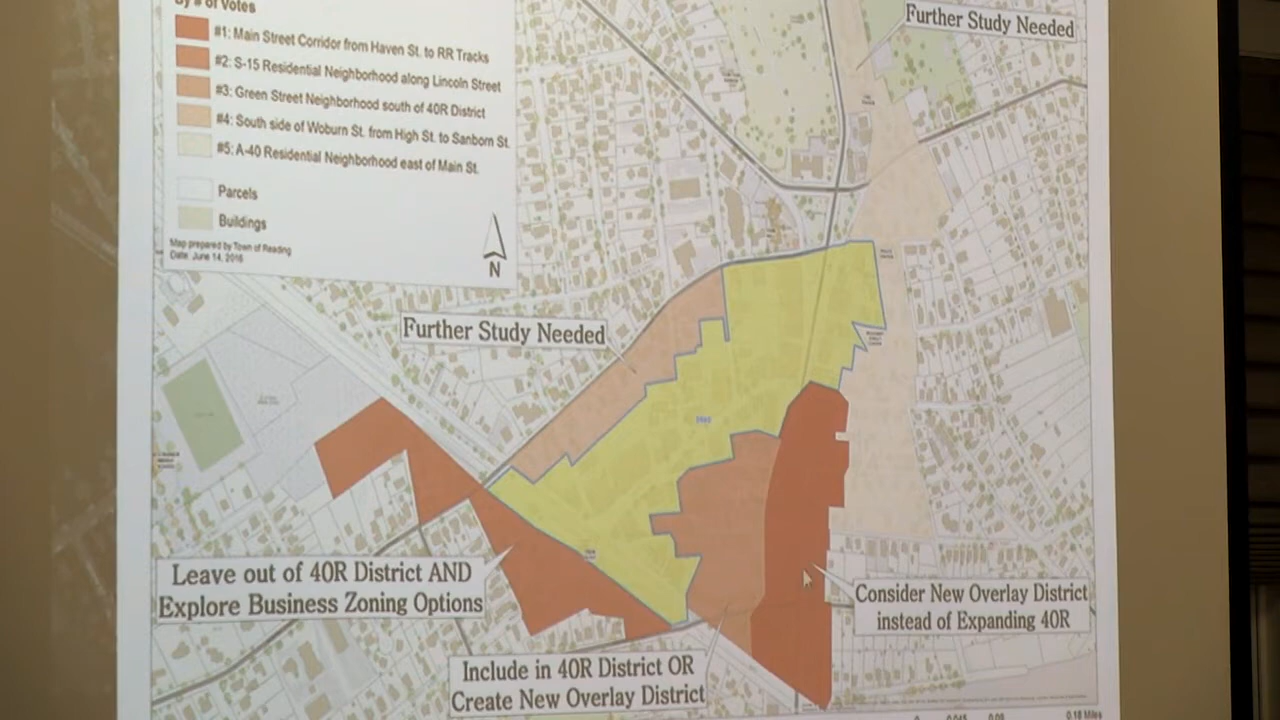 By # of Votes
#1: Main Street Corridor from Haven St. to RR Tracks
#2: S-15 Residential Neighborhood along Lincoln Street
#3: Green Street Neighborhood south of 40R District
#4: South side of Woburn St. from High St. to Sanborn St.
#5: A-40 Residential Neighborhood east of Main St.
Parcels
Buildings
Map prepared by Town of Reading
Date: June 14, 2016
N
Further Study Needed
Further Study Needed
Leave out of 40R District AND
Explore Business Zoning Options
Consider New Overlay District
instead of Expanding 40R
Include in 40R District OR
Create New Overlay District
0.18 Miles